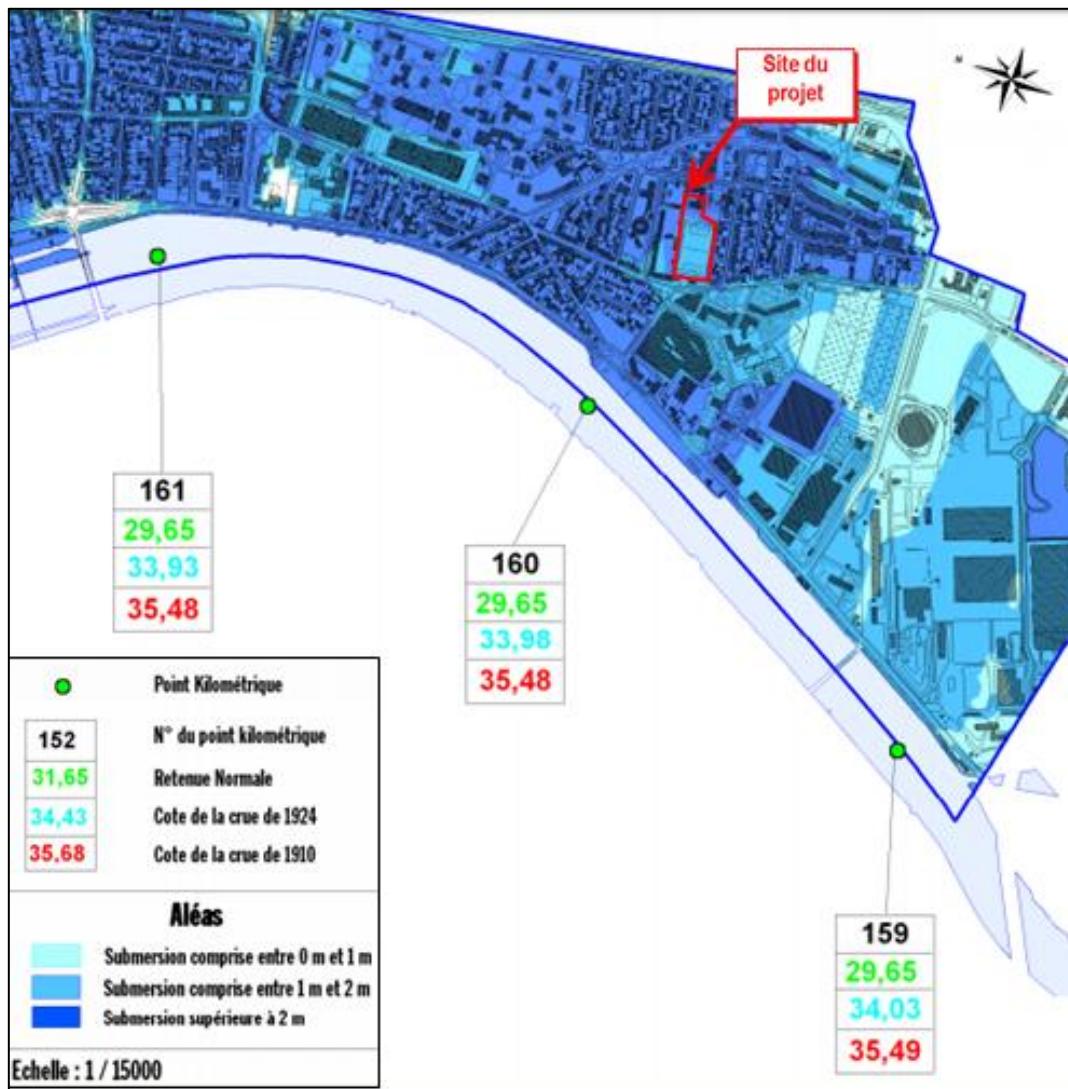 Site du
projet
N
161
29,65
33,93
35,48
160
29,65
33,98
35,48
159
29,65
34,03
35,49
Point Kilométrique
152
N° du point kilométrique
31,65
Retenue Normale
34,43
Cote de la crue de 1924
35,68
Cote de la crue de 1910
Aléas
Submersion comprise entre 0 m et 1 m
Submersion comprise entre 1 m et 2 m
Submersion supérieure à 2 m
Echelle : 1 / 15000